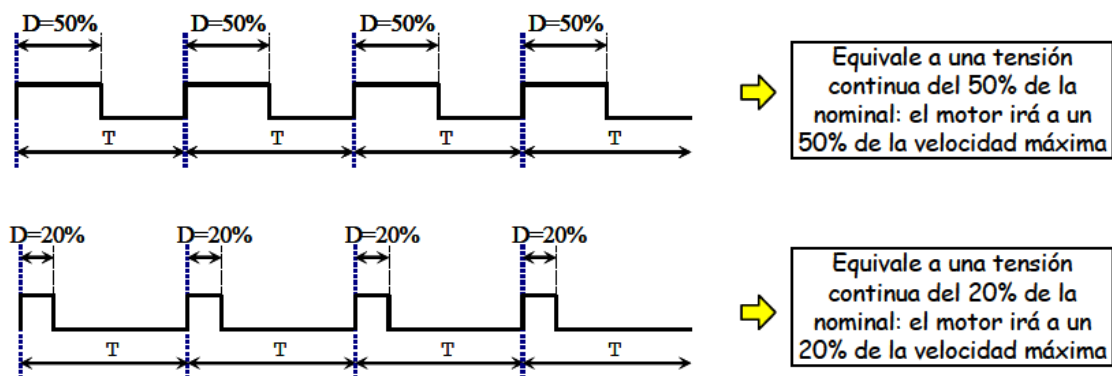 D=50% D=50% D=50% D=50%
T T T T
Equivale a una tensión
continua del 50% de la
nominal: el motor irá a un
50% de la velocidad máxima
D=20% D=20% D=20% D=20%
T T T T
Equivale a una tensión
continua del 20% de la
nominal: el motor irá a un
20% de la velocidad máxima